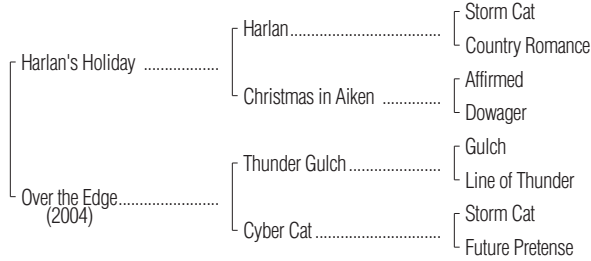 Storm Cat
Harlan
Country Romance
Harlan's Holiday
Affirmed
Christmas in Aiken
Dowager
Gulch
Thunder Gulch
Line of Thunder
Over the Edge
(2004)
Storm Cat
Cyber Cat
Future Pretense